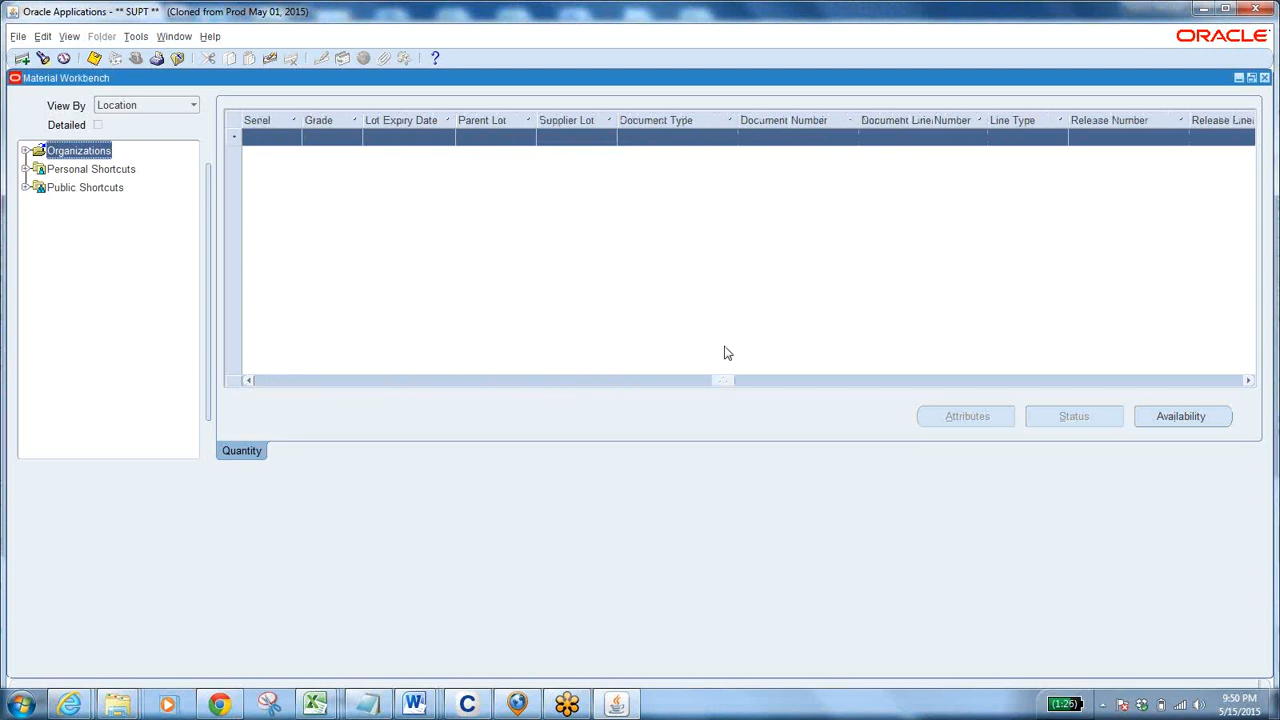 Oracle Applications - ** SUPT ** (Cloned from Prod May 01, 2015)
File Edit View Folder Tools Window Help
ORACLE
Material Workbench
View By Location
Detailed
Organizations
Personal Shortcuts
Public Shortcuts
Serial Grade Lot Expiry Date Parent Lot Supplier Lot Document Type Document Number Document Line Number Line Type Release Number Release Line
Attributes Status Availability
Quantity
(1:26)
9:50 PM
5/15/2015